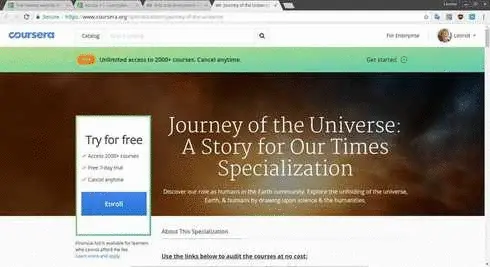 Journey of the Universe:
Secure
https://www.coursera.org/specializations/journey-of-the-universe
coursera
Catalog
For Enterprise
Unlimited access to 2000+ courses. Cancel anytime.
Get started
Try for free
✓ Access 2000+ courses
✓ Free 7-day trial
✓ Cancel anytime
Enroll
Financial Aid is available for learners
who cannot afford the fee.
Learn more and apply.
Journey of the Universe:
A Story for Our Times
Specialization
Discover our role as humans in the Earth community. Explore the unfolding of the universe,
Earth, & humans by drawing upon science & the humanities.
About This Specialization
Use the links below to audit the courses at no cost: